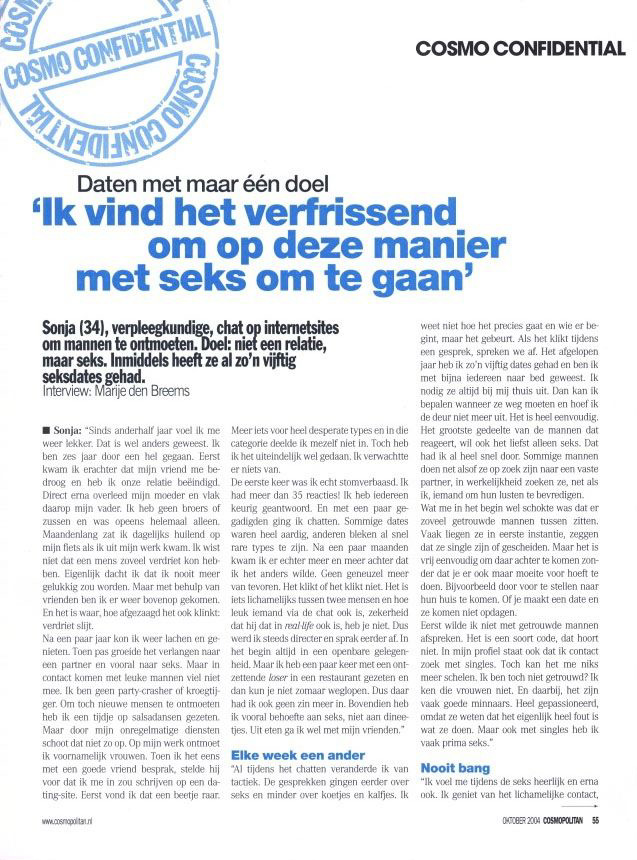 COSMO CONFIDENTIAL
COSMO CONFIDENTIAL
Daten met maar één doel
‘Ik vind het verfrissend
om op deze manier
met seks om te gaan’
Sonja (34), verpleegkundige, chat op internetsites
om mannen te ontmoeten. Doel: niet een relatie,
maar seks. Inmiddels heeft ze al zo’n vijftig
seksdates gehad.
Interview: Marije den Breems
■ Sonja: “Sinds anderhalf jaar voel ik me
weer lekker. Dat is wel anders geweest. Ik
ben zes jaar door een hel gegaan. Eerst
kwam ik erachter dat mijn vriend me be-
droog en heb ik onze relatie beëindigd.
Direct erna overleed mijn moeder en vlak
daarop mijn vader. Ik heb geen broers of
zussen en was opeens helemaal alleen.
Maandenlang zat ik dagelijks huilend op
mijn fiets als ik uit mijn werk kwam. Ik wist
niet dat een mens zoveel verdriet kon heb-
ben. Eigenlijk dacht ik dat ik nooit meer
gelukkig zou worden. Maar met behulp van
vrienden ben ik er weer bovenop gekomen.
En het is waar, hoe afgezaagd het ook klinkt:
verdriet slijt.
Na een paar jaar kon ik weer lachen en ge-
nieten. Toen pas groeide het verlangen naar
een partner en vooral naar seks. Maar in
contact komen met leuke mannen viel niet
mee. Ik ben geen party-crasher of kroegtij-
ger. Om toch nieuwe mensen te ontmoeten
heb ik een tijdje op salsadansen gezeten.
Maar door mijn onregelmatige diensten
schoot dat niet zo op. Op mijn werk ontmoet
ik voornamelijk vrouwen. Toen ik het eens
met een goede vriend besprak, stelde hij
voor dat ik me in zou schrijven op een da-
ting-site. Eerst vond ik dat een beetje raar.
Meer iets voor heel desperate types en in die
categorie deelde ik mezelf niet in. Toch heb
ik het uiteindelijk wel gedaan. Ik verwachtte
er niets van.
De eerste keer was ik echt stomverbaasd. Ik
had meer dan 35 reacties! Ik heb iedereen
keurig geantwoord. En met een paar ge-
gadigden ging ik chatten. Sommige dates
waren heel aardig, anderen bleken al snel
rare types te zijn. Na een paar maanden
kwam ik er echter meer en meer achter dat
ik het anders wilde. Geen geneuzel meer
van tevoren. Het klikt of het klikt niet. Het is
iets lichamelijks tussen twee mensen en hoe
leuk iemand via de chat ook is, zekerheid
dat hij dat in real-life ook is, heb je niet. Dus
werd ik steeds directer en sprak eerder af. In
het begin altijd in een openbare gelegen-
heid. Maar ik heb een paar keer met een ont-
zettende loser in een restaurant gezeten en
dan kun je niet zomaar weglopen. Dus daar
had ik ook geen zin meer in. Bovendien heb
ik vooral behoefte aan seks, niet aan dinee-
tjes. Uit eten ga ik wel met mijn vrienden.”
Elke week een ander
“Al tijdens het chatten veranderde ik van
tactiek. De gesprekken gingen eerder over
seks en minder over koetjes en kalfjes. Ik
weet niet hoe het precies gaat en wie er be-
gint, maar het gebeurt. Als het klikt tijdens
een gesprek, spreken we af. Het afgelopen
jaar heb ik zo’n vijftig dates gehad en ben ik
met bijna iedereen naar bed geweest. Ik
nodig ze altijd bij mij thuis uit. Dan kan ik
bepalen wanneer ze weg moeten en hoef ik
de deur niet meer uit. Het is heel eenvoudig.
Het grootste gedeelte van de mannen dat
reageert, wil ook het liefst alleen seks. Dat
had ik al heel snel door. Sommige mannen
doen net alsof ze op zoek zijn naar een vaste
partner, in werkelijkheid zoeken ze, net als
ik, iemand om hun lusten te bevredigen.
Wat me in het begin wel schokte was dat er
zoveel getrouwde mannen tussen zitten.
Vaak liegen ze in eerste instantie, zeggen
dat ze single zijn of gescheiden. Maar het is
vrij eenvoudig om daar achter te komen zon-
der dat je er ook maar moeite voor hoeft te
doen. Bijvoorbeeld door voor te stellen naar
hun huis te komen. Of je maakt een date en
ze komen niet opdagen.
Eerst wilde ik niet met getrouwde mannen
afspreken. Het is een soort code, dat hoort
niet. In mijn profiel staat ook dat ik contact
zoek met singles. Toch kan het me niks
meer schelen. Ik ben toch niet getrouwd? Ik
ken die vrouwen niet. En daarbij, het zijn
vaak goede minnaars. Heel gepassioneerd,
omdat ze weten dat het eigenlijk heel fout is
wat ze doen. Maar ook met singles heb ik
vaak prima seks.”
Nooit bang
“Ik voel me tijdens de seks heerlijk en erna
ook. Ik geniet van het lichamelijke contact,
www.cosmopolitan.nl
OKTOBER 2004 COSMOPOLITAN 55